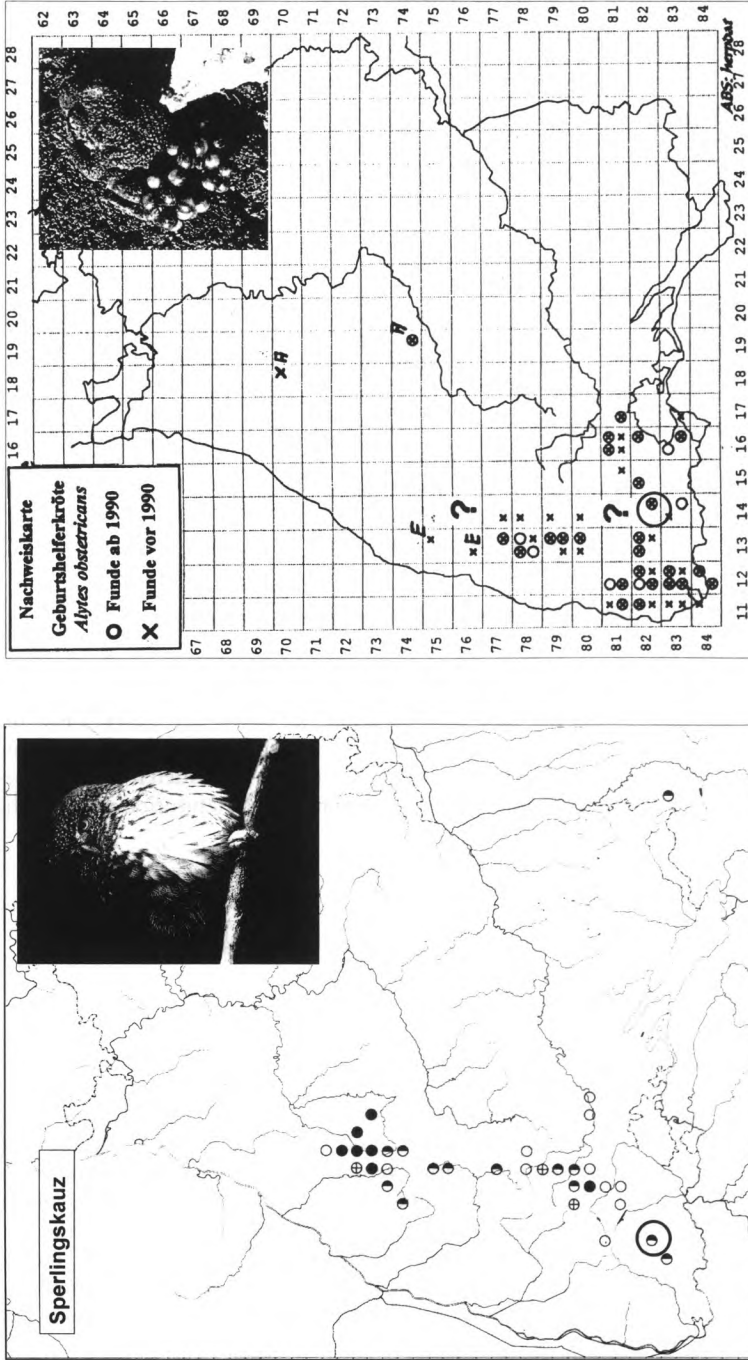 Sperlingskauz
Nachweiskarte
Geburtshelferkröte
Alytes obstetricans
O Funde ab 1990
X Funde vor 1990
16 17 18 19 20 21 22 23 24 25 26 27 28
62
63
64
65
66
67 67
68 68
69 69
70 70
71 71
72 72
73 73
74 74
75 75
76 76
77 77
78 78
79 79
80 80
81 81
82 82
83 83
84 84
A
A
E
?
E
?
ABS: herpdat
11 12 13 14 15 16 17 18 19 20 21 22 23 24 25 26 27 28